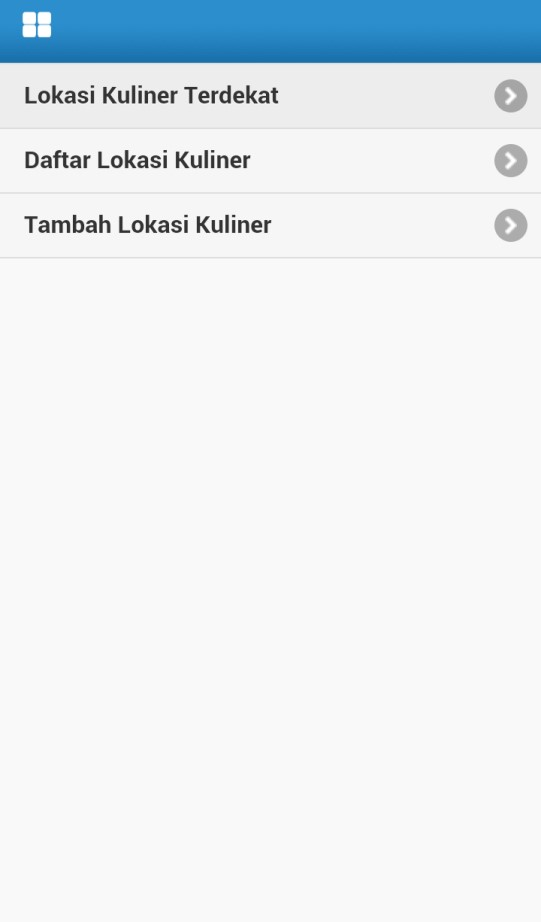 Lokasi Kuliner Terdekat
Daftar Lokasi Kuliner
Tambah Lokasi Kuliner